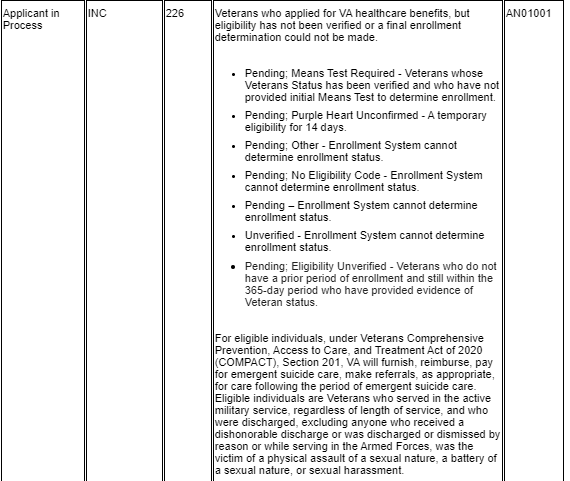 Applicant in
Process
INC
226
Veterans who applied for VA healthcare benefits, but
eligibility has not been verified or a final enrollment
determination could not be made.
• Pending; Means Test Required - Veterans whose
Veterans Status has been verified and who have not
provided initial Means Test to determine enrollment.
• Pending; Purple Heart Unconfirmed - A temporary
eligibility for 14 days.
• Pending; Other - Enrollment System cannot
determine enrollment status.
• Pending; No Eligibility Code - Enrollment System
cannot determine enrollment status.
• Pending – Enrollment System cannot determine
enrollment status.
• Unverified - Enrollment System cannot determine
enrollment status.
• Pending; Eligibility Unverified - Veterans who do not
have a prior period of enrollment and still within the
365-day period who have provided evidence of
Veteran status.
For eligible individuals, under Veterans Comprehensive
Prevention, Access to Care, and Treatment Act of 2020
(COMPACT), Section 201, VA will furnish, reimburse, pay
for emergent suicide care, make referrals, as appropriate,
for care following the period of emergent suicide care.
Eligible individuals are Veterans who served in the active
military service, regardless of length of service, and who
were discharged, excluding anyone who received a
dishonorable discharge or was discharged or dismissed by
reason or while serving in the Armed Forces, was the
victim of a physical assault of a sexual nature, a battery of
a sexual nature, or sexual harassment.
AN01001